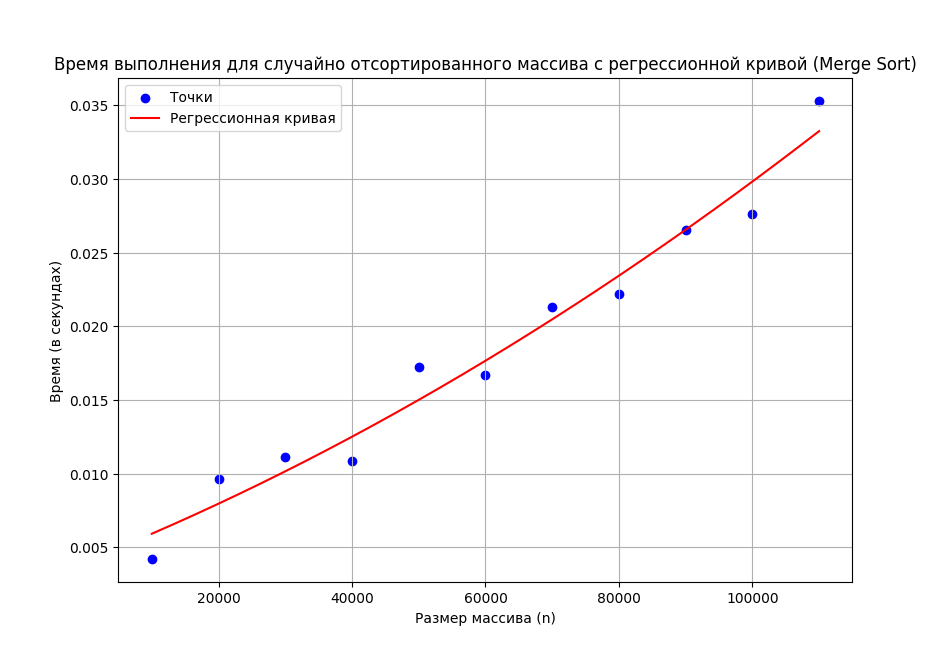 Время выполнения для случайно отсортированного массива с регрессионной кривой (Merge Sort)
Точки
Регрессионная кривая
0.035
0.030
0.025
0.020
0.015
0.010
0.005
Время (в секундах)
20000 40000 60000 80000 100000
Размер массива (n)